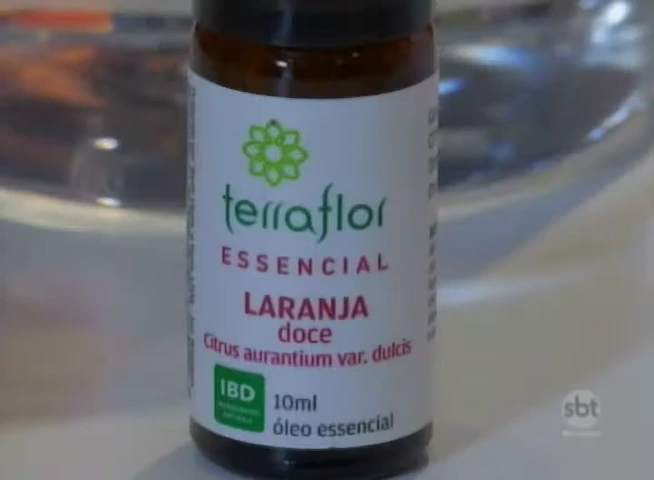 terraflor
ESSENCIAL
LARANJA
doce
Citrus aurantium var. dulcis
IBD
10ml
óleo essencial
sbt